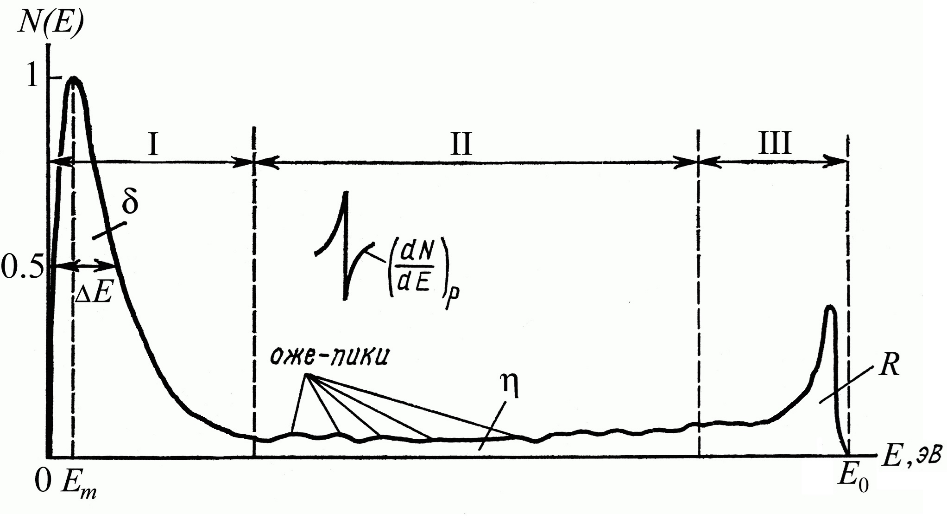 N(E)
1
I
II
III
δ
(dN/dE)p
0.5
ΔE
оже-пики
η
R
0
Em
E0
E, эв